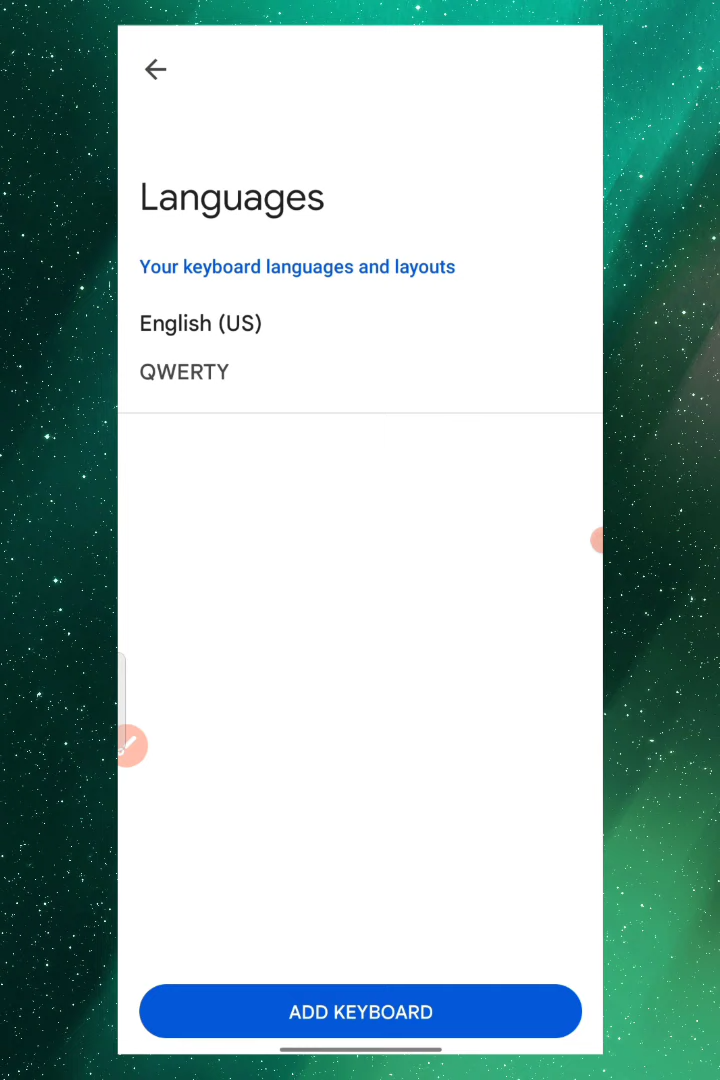 Languages
Your keyboard languages and layouts
English (US)
QWERTY
ADD KEYBOARD